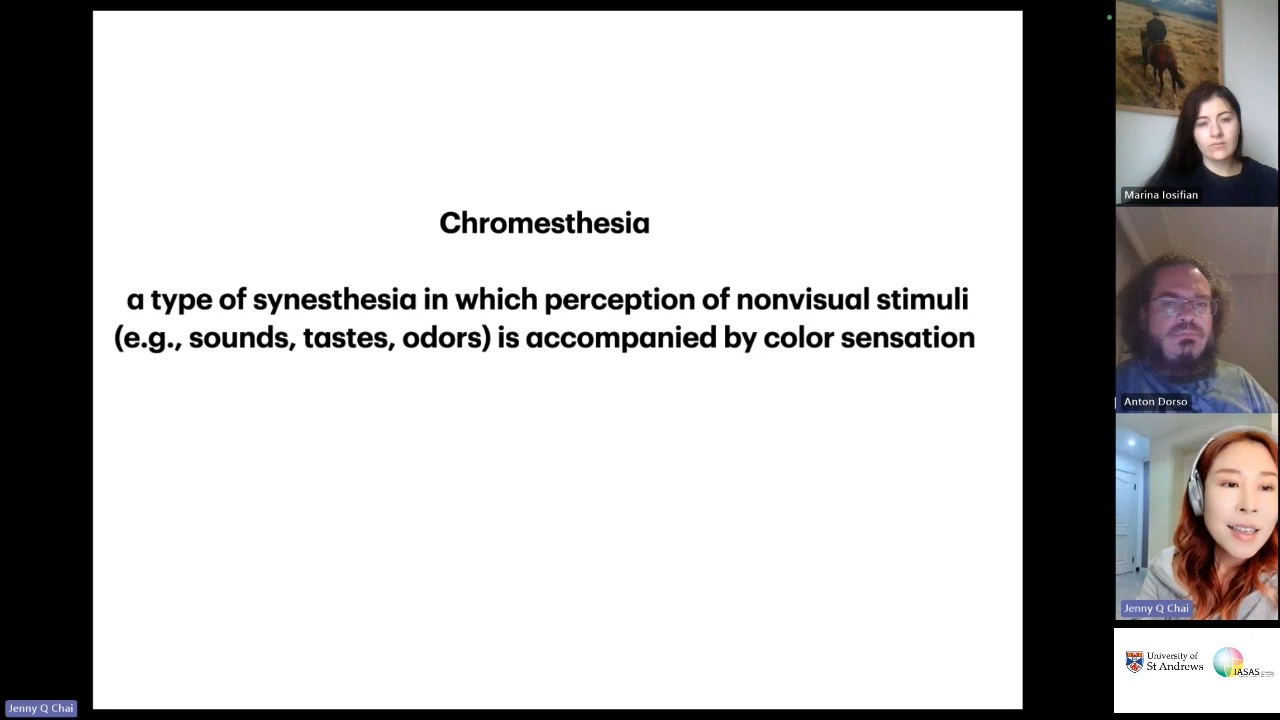 Chromesthesia
a type of synesthesia in which perception of nonvisual stimuli
(e.g., sounds, tastes, odors) is accompanied by color sensation
Marina Iosifian
Anton Dorso
Jenny Q Chai
University of
St Andrews
IASAS
Jenny Q Chai